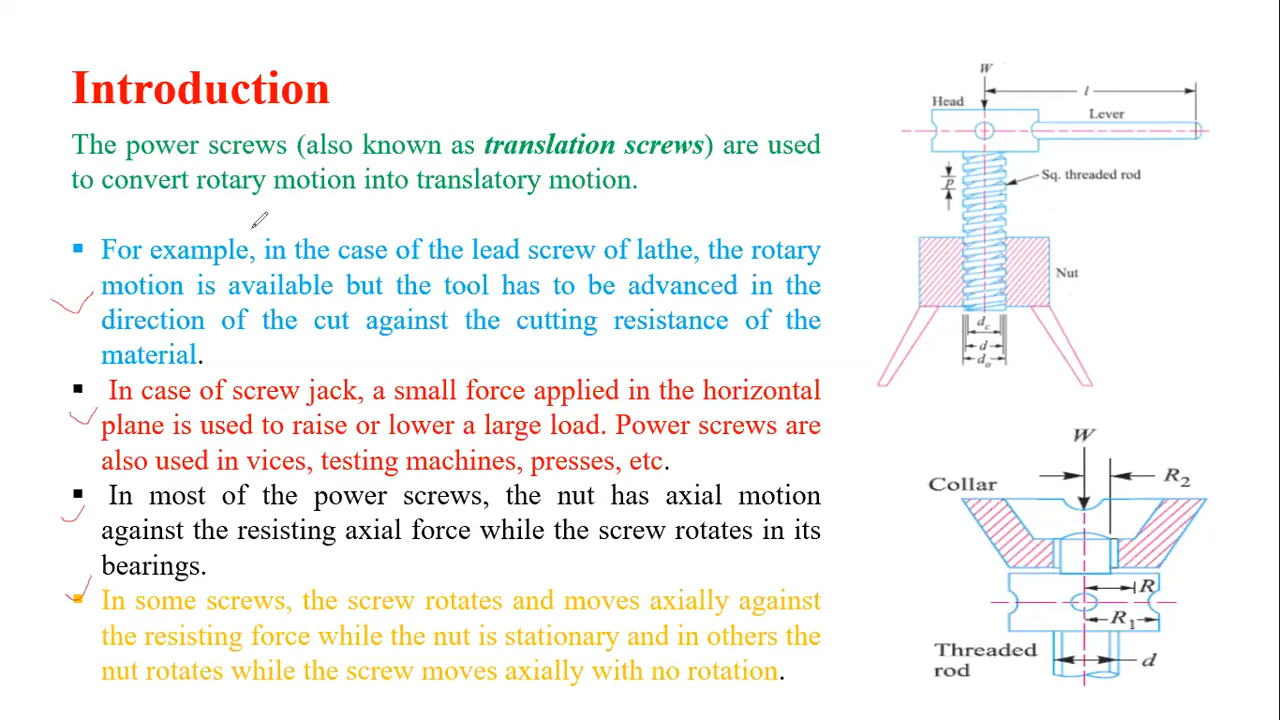 Introduction
The power screws (also known as translation screws) are used
to convert rotary motion into translatory motion.
▪ For example, in the case of the lead screw of lathe, the rotary
motion is available but the tool has to be advanced in the
direction of the cut against the cutting resistance of the
material.
▪ In case of screw jack, a small force applied in the horizontal
plane is used to raise or lower a large load. Power screws are
also used in vices, testing machines, presses, etc.
▪ In most of the power screws, the nut has axial motion
against the resisting axial force while the screw rotates in its
bearings.
▪ In some screws, the screw rotates and moves axially against
the resisting force while the nut is stationary and in others the
nut rotates while the screw moves axially with no rotation.
W
l
Head
Lever
p
Sq. threaded rod
Nut
dc
d
do
W
R2
Collar
R
R1
Threaded
rod
d